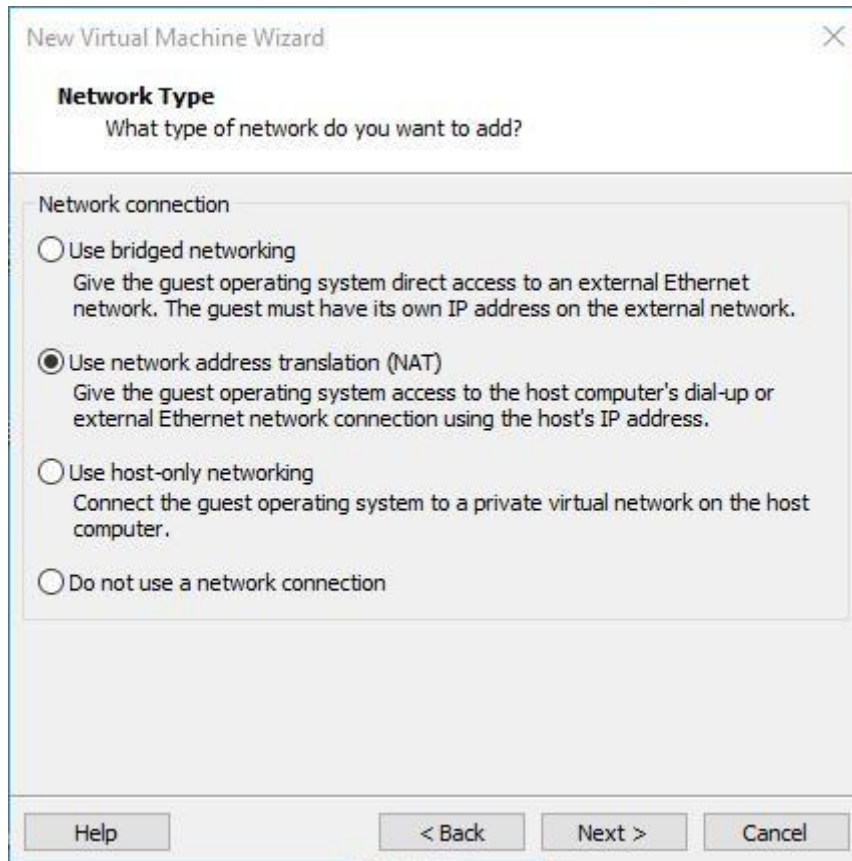 New Virtual Machine Wizard
Network Type
What type of network do you want to add?
Network connection
Use bridged networking
Give the guest operating system direct access to an external Ethernet
network. The guest must have its own IP address on the external network.
Use network address translation (NAT)
Give the guest operating system access to the host computer's dial-up or
external Ethernet network connection using the host's IP address.
Use host-only networking
Connect the guest operating system to a private virtual network on the host
computer.
Do not use a network connection
Help
< Back
Next >
Cancel